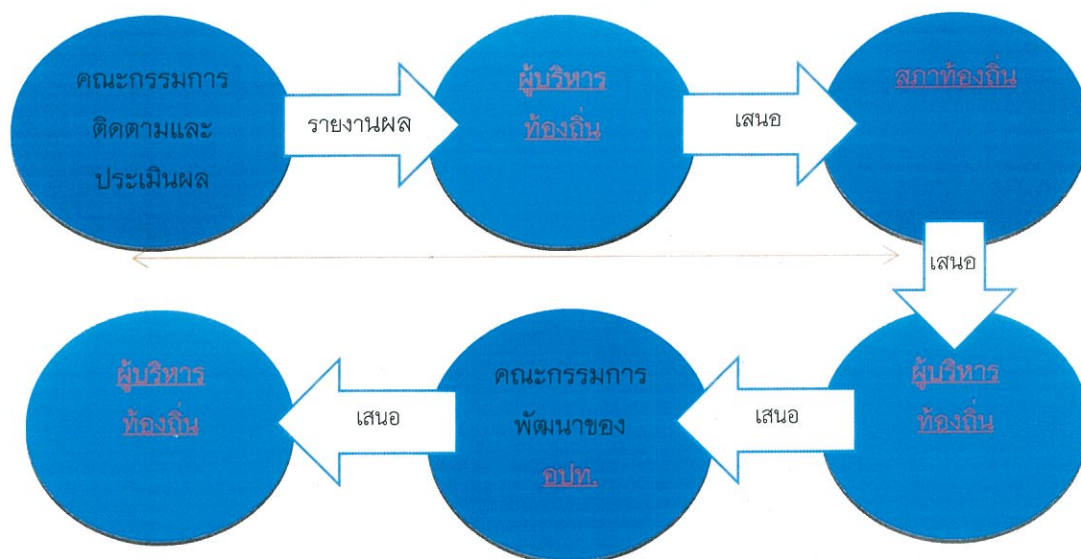 คณะกรรมการ
ติดตามและ
ประเมินผล
รายงานผล
ผู้บริหาร
ท้องถิ่น
เสนอ
สภาท้องถิ่น
เสนอ
ผู้บริหาร
ท้องถิ่น
เสนอ
คณะกรรมการ
พัฒนาของ
อปท.
เสนอ
ผู้บริหาร
ท้องถิ่น